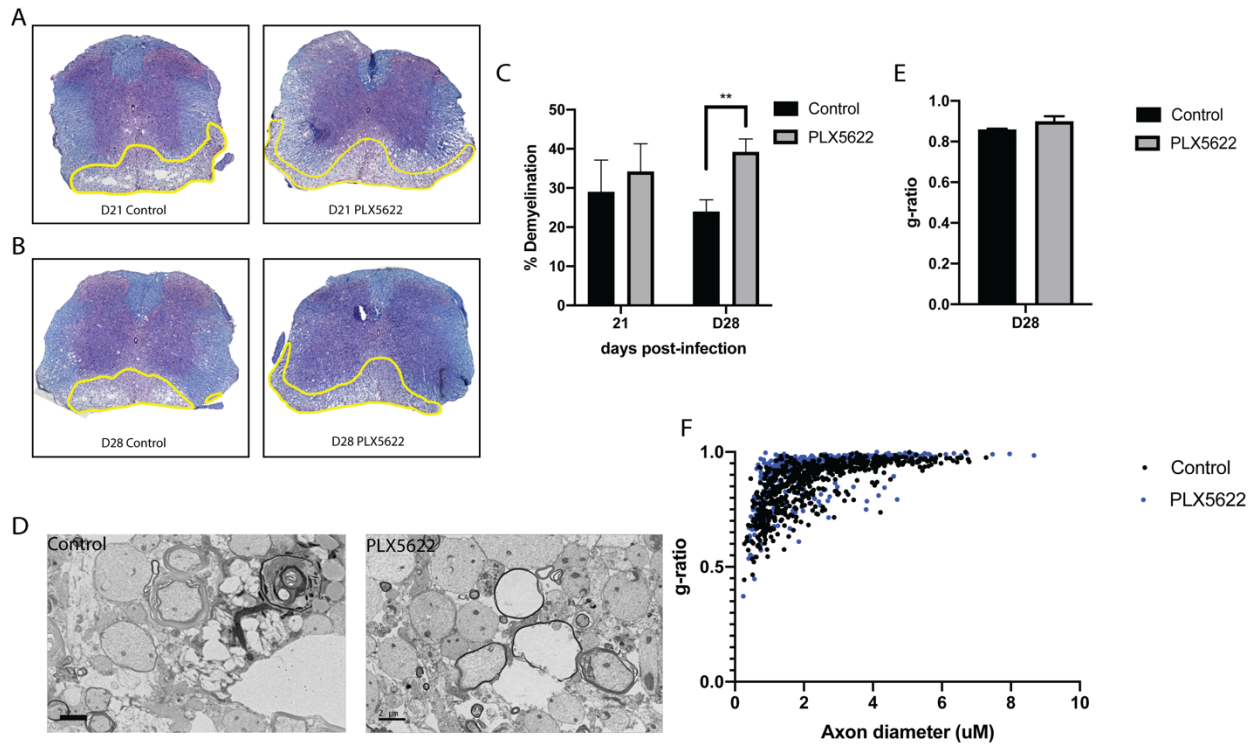 A
D21 Control
D21 PLX5622
B
D28 Control
D28 PLX5622
C
% Demyelination
50
40
30
20
10
0
**
21
D28
days post-infection
Control
PLX5622
D
Control
PLX5622
2 µm
E
g-ratio
1.0
0.8
0.6
0.4
0.2
0.0
D28
Control
PLX5622
F
g-ratio
1.0
0.5
0.0
0
2
4
6
8
10
Axon diameter (uM)
Control
PLX5622